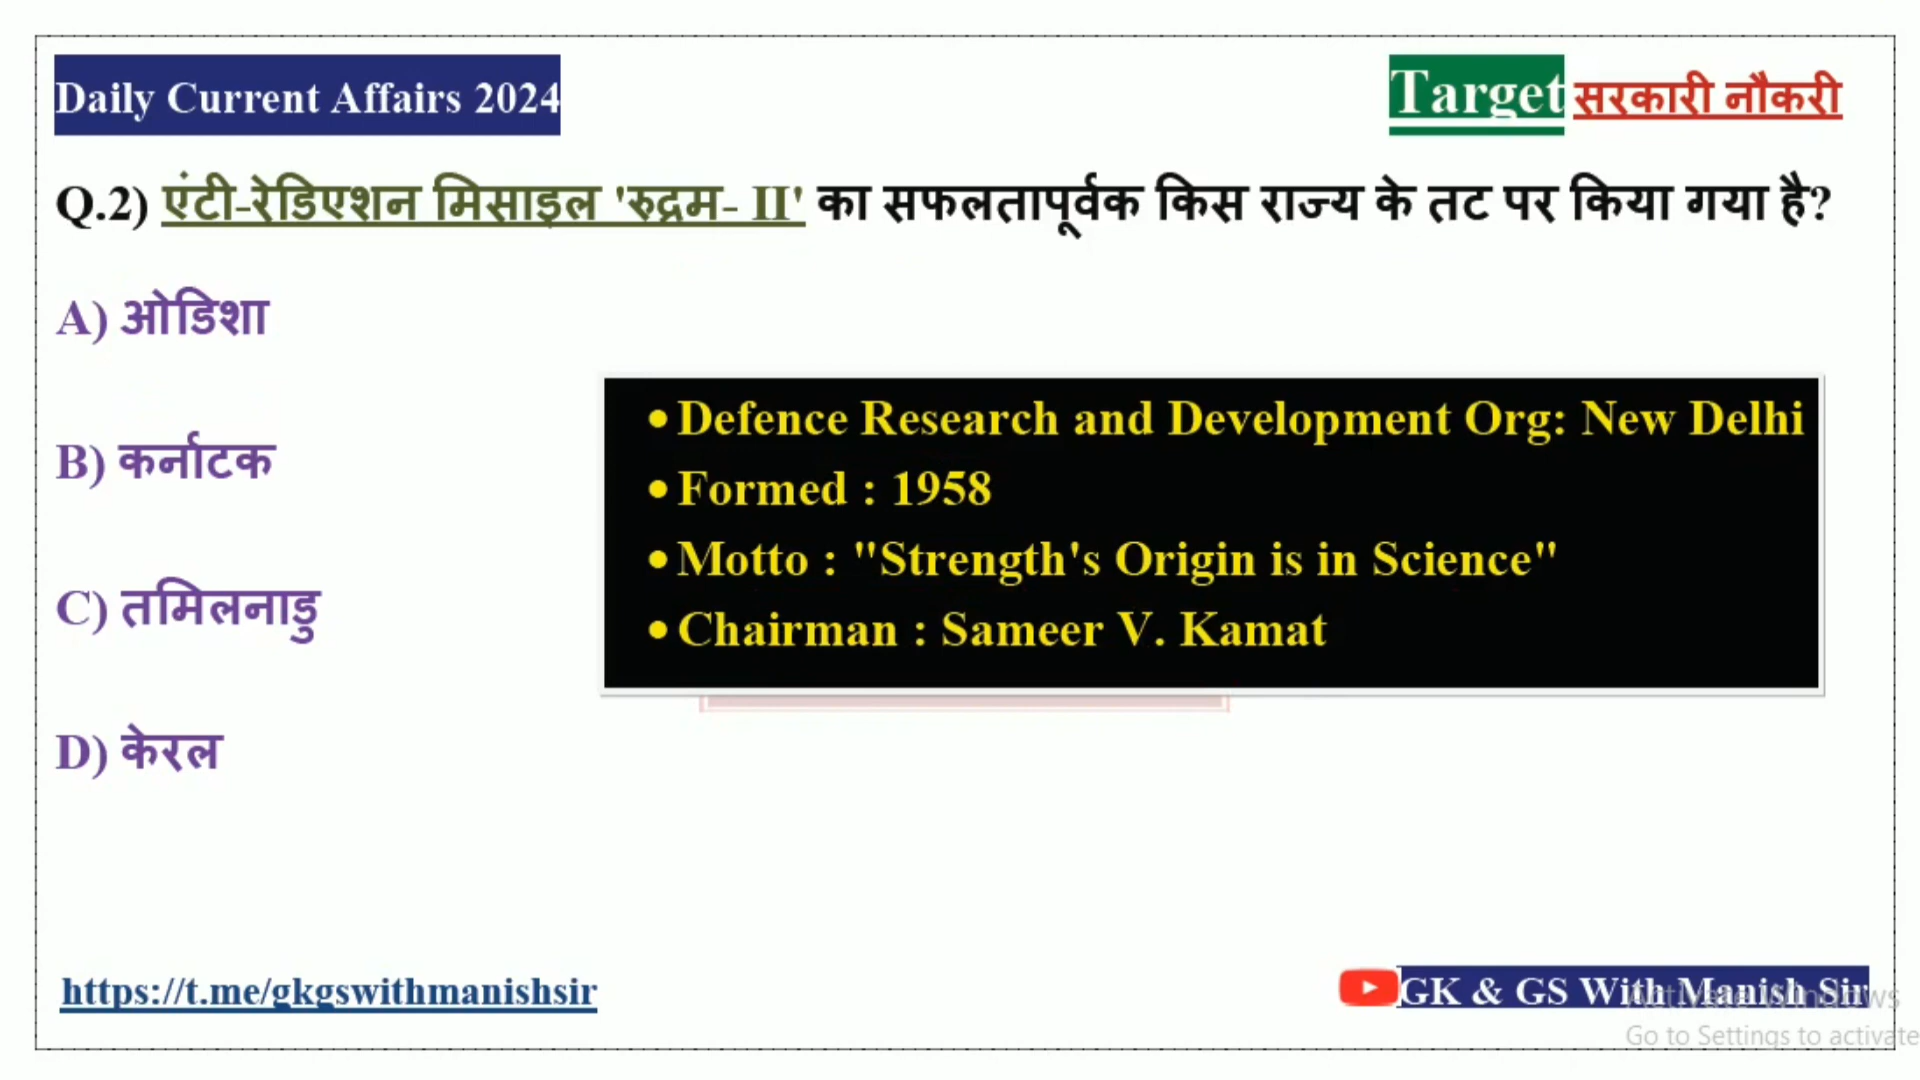 Daily Current Affairs 2024
Target सरकारी नौकरी
Q.2) एंटी-रेडिएशन मिसाइल 'रुद्रम- II' का सफलतापूर्वक किस राज्य के तट पर किया गया है?
A) ओडिशा
• Defence Research and Development Org: New Delhi
B) कर्नाटक
• Formed : 1958
• Motto : "Strength's Origin is in Science"
C) तमिलनाडु
• Chairman : Sameer V. Kamat
D) केरल
https://t.me/gkgswithmanishsir
GK & GS With Manish Sir
Activate Windows
Go to Settings to activate